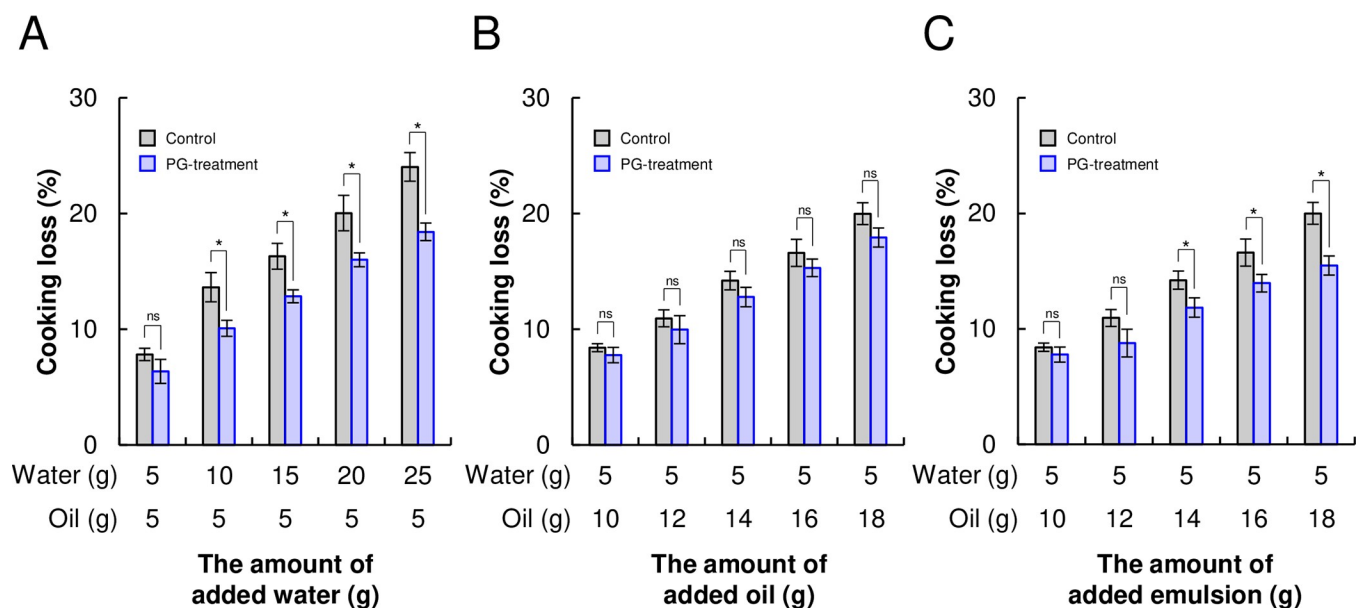 A
30
20
10
0
Cooking loss (%)
Control
PG-treatment
ns
*
*
*
*
Water (g) 5 10 15 20 25
Oil (g) 5 5 5 5 5
The amount of
added water (g)
B
30
20
10
0
Cooking loss (%)
Control
PG-treatment
ns
ns
ns
ns
ns
Water (g) 5 5 5 5 5
Oil (g) 10 12 14 16 18
The amount of
added oil (g)
C
30
20
10
0
Cooking loss (%)
Control
PG-treatment
ns
ns
*
*
*
Water (g) 5 5 5 5 5
Oil (g) 10 12 14 16 18
The amount of
added emulsion (g)